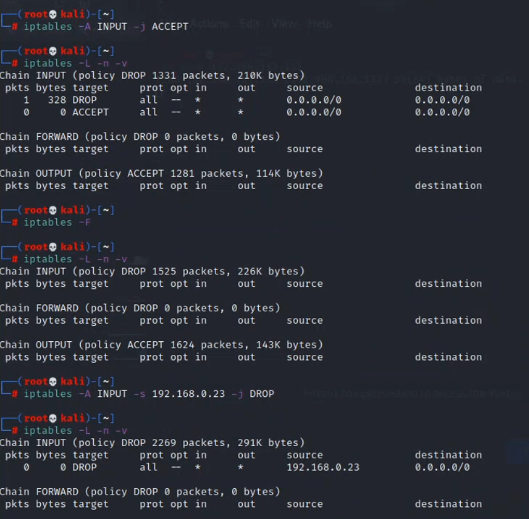 (root💀kali)-[~]
# iptables -A INPUT -j ACCEPT
(root💀kali)-[~]
# iptables -L -n -v
Chain INPUT (policy DROP 1331 packets, 210K bytes)
pkts bytes target prot opt in out source destination
1 328 DROP all -- * * 0.0.0.0/0 0.0.0.0/0
0 0 ACCEPT all -- * * 0.0.0.0/0 0.0.0.0/0
Chain FORWARD (policy DROP 0 packets, 0 bytes)
pkts bytes target prot opt in out source destination
Chain OUTPUT (policy ACCEPT 1281 packets, 114K bytes)
pkts bytes target prot opt in out source destination
(root💀kali)-[~]
# iptables -F
(root💀kali)-[~]
# iptables -L -n -v
Chain INPUT (policy DROP 1525 packets, 226K bytes)
pkts bytes target prot opt in out source destination
Chain FORWARD (policy DROP 0 packets, 0 bytes)
pkts bytes target prot opt in out source destination
Chain OUTPUT (policy ACCEPT 1624 packets, 143K bytes)
pkts bytes target prot opt in out source destination
(root💀kali)-[~]
# iptables -A INPUT -s 192.168.0.23 -j DROP
(root💀kali)-[~]
# iptables -L -n -v
Chain INPUT (policy DROP 2269 packets, 291K bytes)
pkts bytes target prot opt in out source destination
0 0 DROP all -- * * 192.168.0.23 0.0.0.0/0
Chain FORWARD (policy DROP 0 packets, 0 bytes)
pkts bytes target prot opt in out source destination